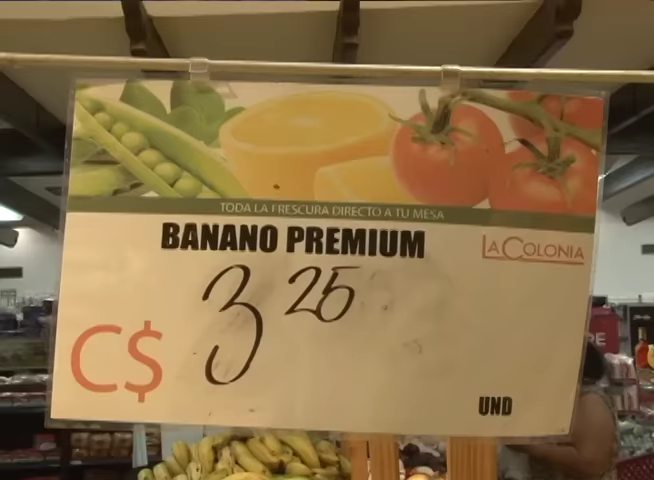 TODA LA FRESCURA DIRECTO A TU MESA
BANANO PREMIUM
LA COLONIA
C$ 3 25
UND